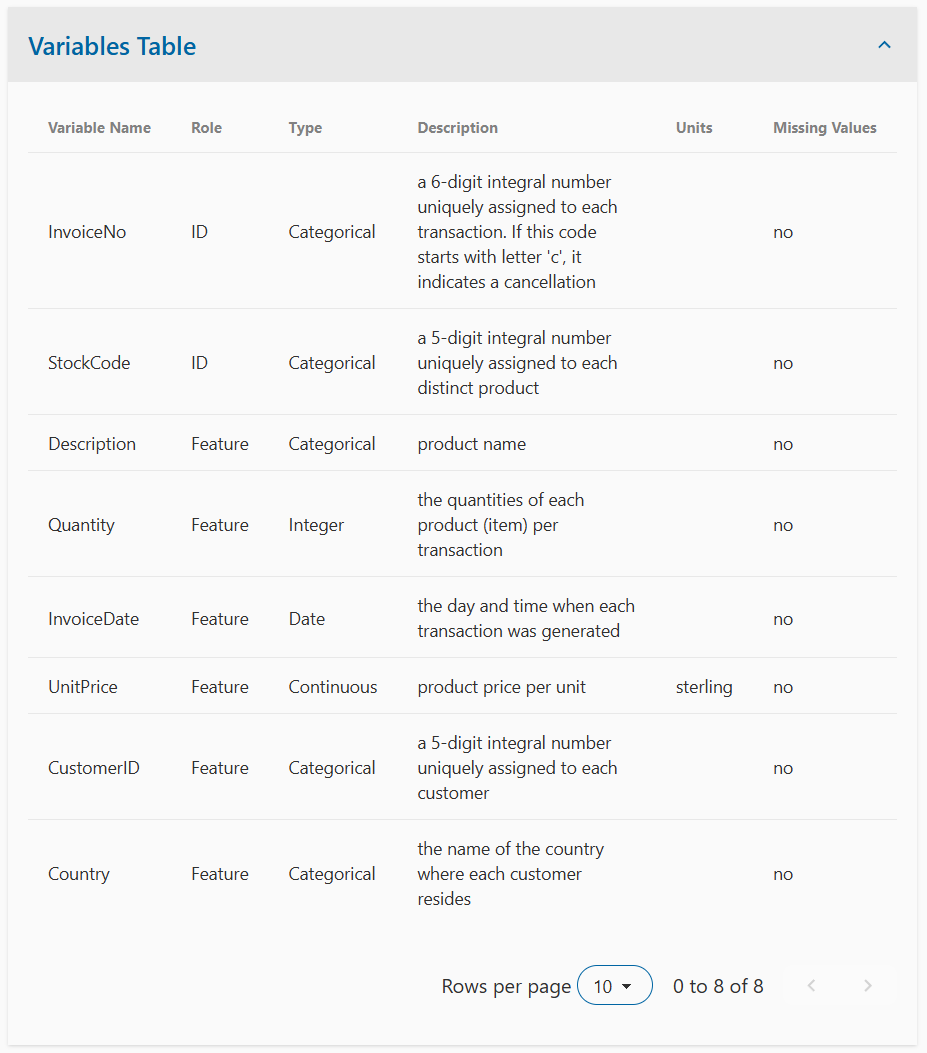 Variables Table
Variable Name Role Type Description Units Missing Values
a 6-digit integral number
uniquely assigned to each
InvoiceNo ID Categorical transaction. If this code no
starts with letter 'c', it
indicates a cancellation
a 5-digit integral number
StockCode ID Categorical uniquely assigned to each no
distinct product
Description Feature Categorical product name no
the quantities of each
Quantity Feature Integer product (item) per no
transaction
the day and time when each
InvoiceDate Feature Date no
transaction was generated
UnitPrice Feature Continuous product price per unit sterling no
a 5-digit integral number
CustomerID Feature Categorical uniquely assigned to each no
customer
the name of the country
Country Feature Categorical where each customer no
resides
Rows per page 10 0 to 8 of 8